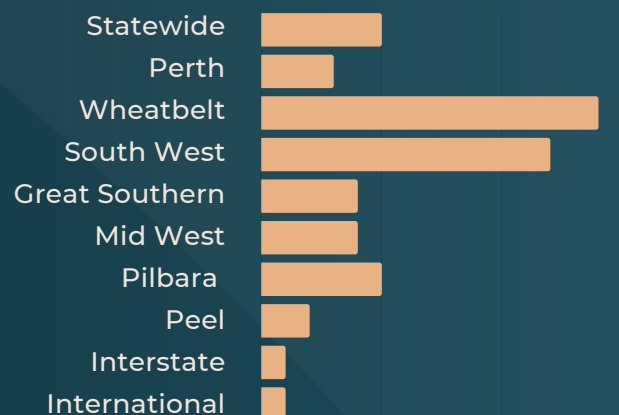 Statewide
Perth
Wheatbelt
South West
Great Southern
Mid West
Pilbara
Peel
Interstate
International